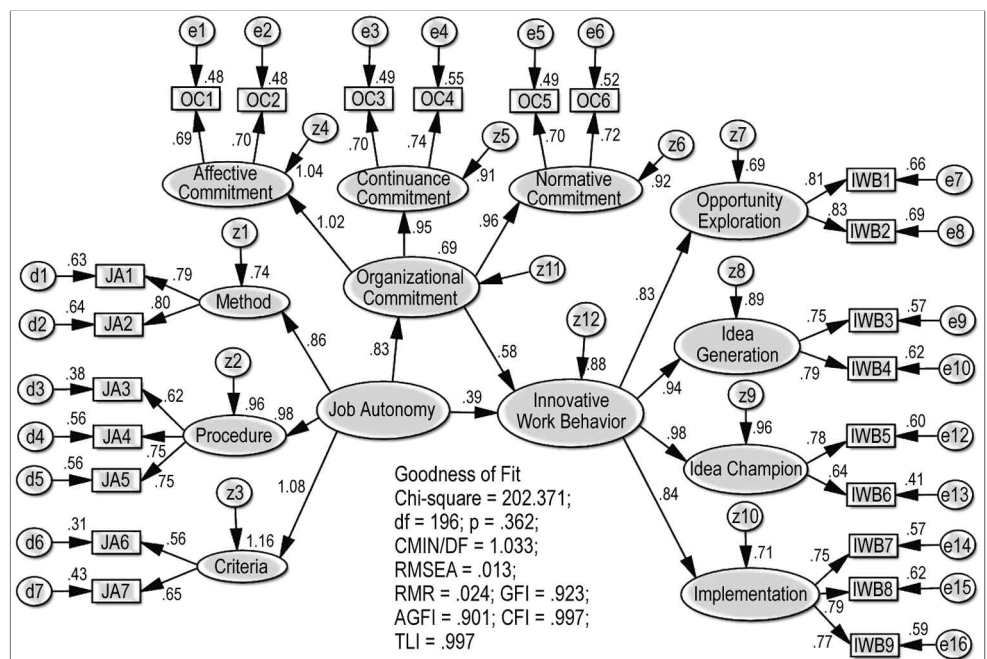 e1 e2 e3 e4 e5 e6
.48 .48 .49 .55 .49 .52
OC1 OC2 OC3 OC4 OC5 OC6
.69 .70 .70 .74 .70 .72
z4 z5 z6 z7
1.04 .91 .92 .69
Affective
Commitment
Continuance
Commitment
Normative
Commitment
Opportunity
Exploration
.81 IWB1 .66 e7
.83 IWB2 .69 e8
1.02 .95 .96
z1
.74
.69
z11
Organizational
Commitment
d1 .63 JA1 .79
d2 .64 JA2 .80
Method
.86
.83
.58
z12
.88
.83
z8
.89
Idea
Generation
.75 IWB3 .57 e9
.79 IWB4 .62 e10
.94
z2
.96
d3 .38 JA3 .62
d4 .56 JA4 .75
d5 .56 JA5 .75
Procedure
.98
Job Autonomy
.39
Innovative
Work Behavior
z9
.96
.98
Idea Champion
.78 IWB5 .60 e12
.64 IWB6 .41 e13
z3
1.16
1.08
d6 .31 JA6 .56
d7 .43 JA7 .65
Criteria
.84
z10
.71
Implementation
.75 IWB7 .57 e14
.79 IWB8 .62 e15
.77 IWB9 .59 e16
Goodness of Fit
Chi-square = 202.371;
df = 196; p = .362;
CMIN/DF = 1.033;
RMSEA = .013;
RMR = .024; GFI = .923;
AGFI = .901; CFI = .997;
TLI = .997